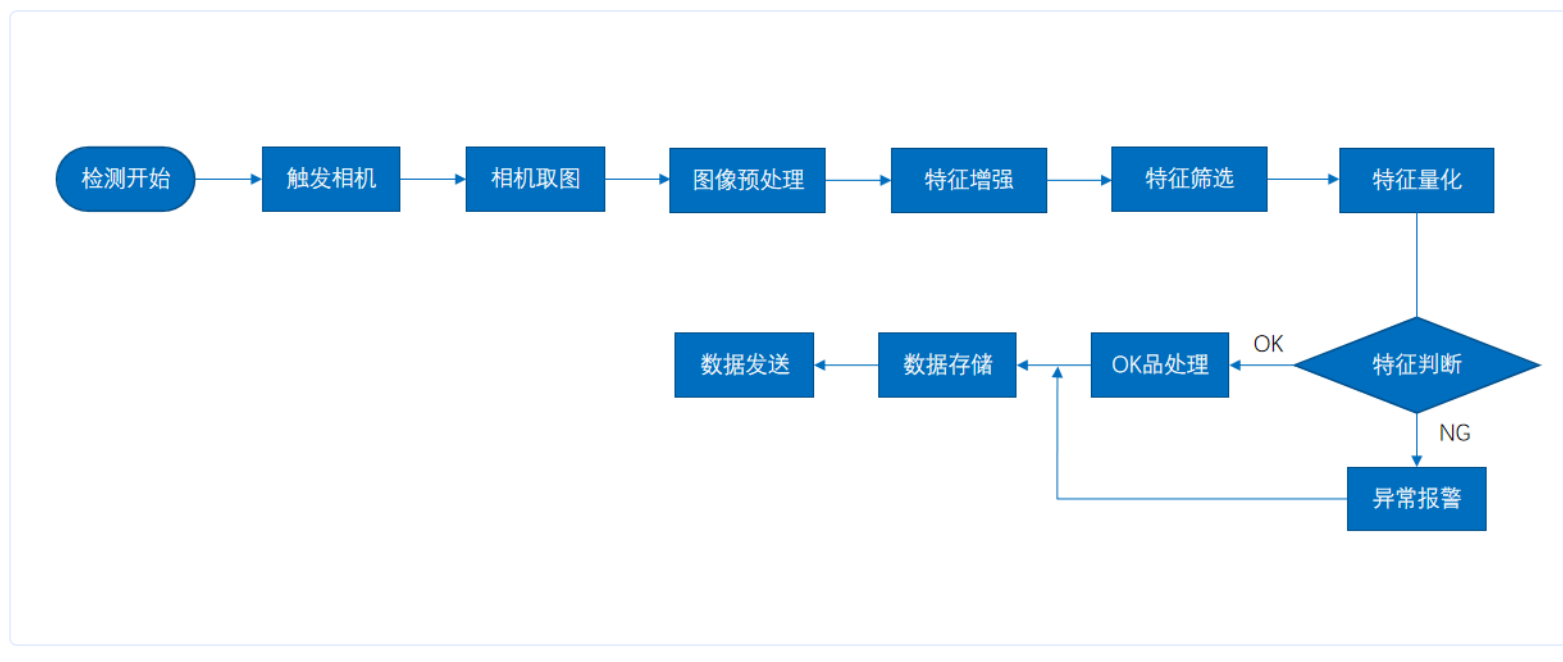 检测开始
触发相机
相机取图
图像预处理
特征增强
特征筛选
特征量化
特征判断
OK
OK品处理
数据存储
数据发送
NG
异常报警